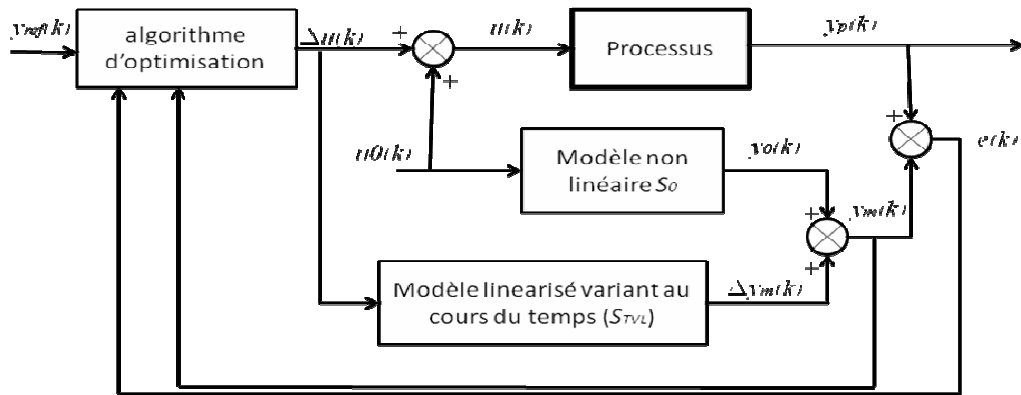 yref(k)
algorithme
d'optimisation
Δu(k)
+
+
u(k)
Processus
yp(k)
u0(k)
Modèle non
linéaire S0
yo(k)
+
+
ym(k)
+
e(k)
Modèle linearisé variant au
cours du temps (STVL)
Δym(k)